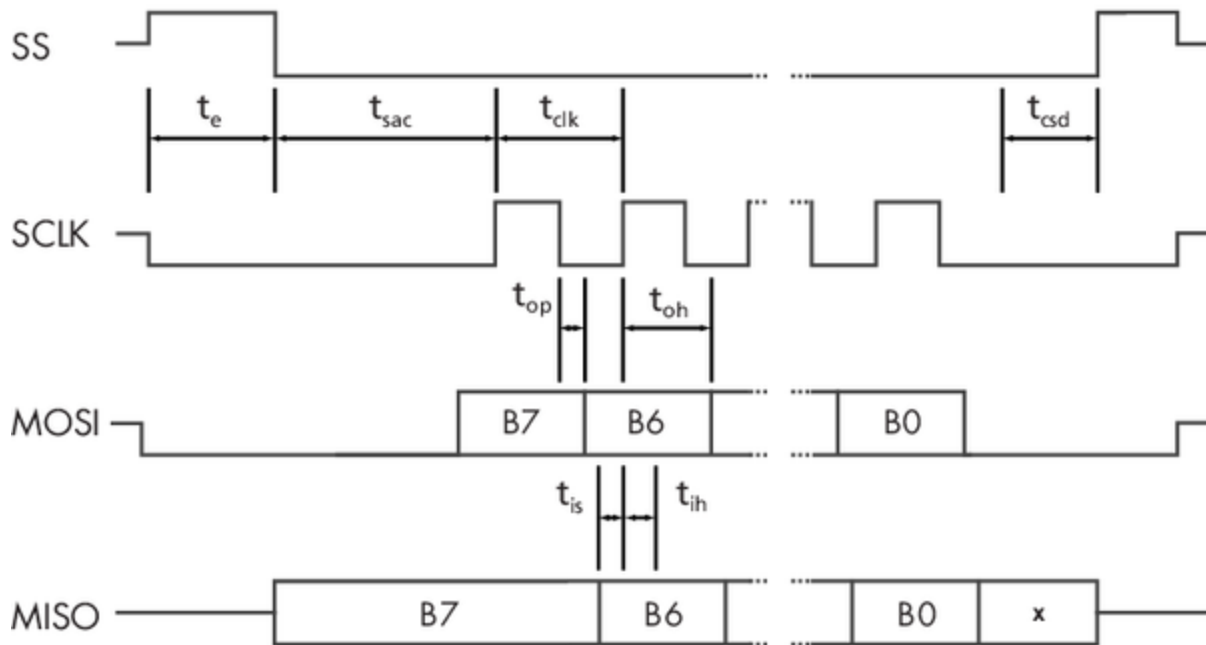 SS
te tsac tclk tcsd
SCLK
top toh
MOSI B7 B6 B0
tis tih
MISO B7 B6 B0 x